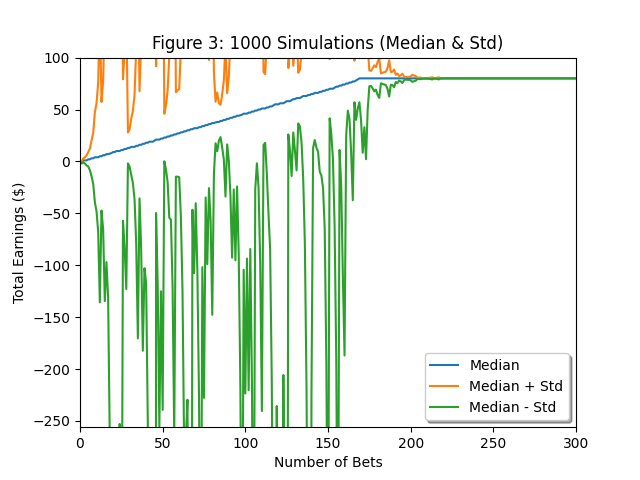 Figure 3: 1000 Simulations (Median & Std)
Total Earnings ($)
100
50
0
−50
−100
−150
−200
−250
0 50 100 150 200 250 300
Number of Bets
Median
Median + Std
Median - Std